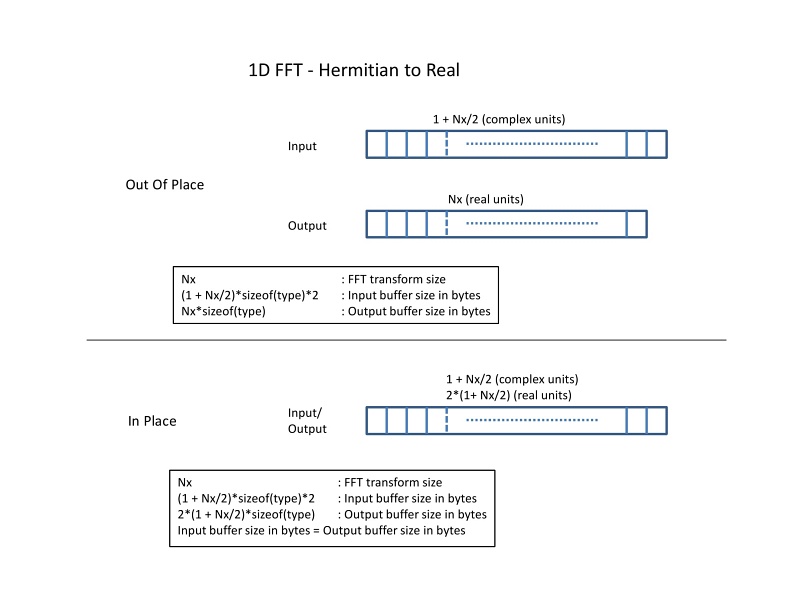 1D FFT - Hermitian to Real
1 + Nx/2 (complex units)
Input
Out Of Place
Nx (real units)
Output
Nx : FFT transform size
(1 + Nx/2)*sizeof(type)*2 : Input buffer size in bytes
Nx*sizeof(type) : Output buffer size in bytes
1 + Nx/2 (complex units)
2*(1+ Nx/2) (real units)
In Place
Input/
Output
Nx : FFT transform size
(1 + Nx/2)*sizeof(type)*2 : Input buffer size in bytes
2*(1 + Nx/2)*sizeof(type) : Output buffer size in bytes
Input buffer size in bytes = Output buffer size in bytes